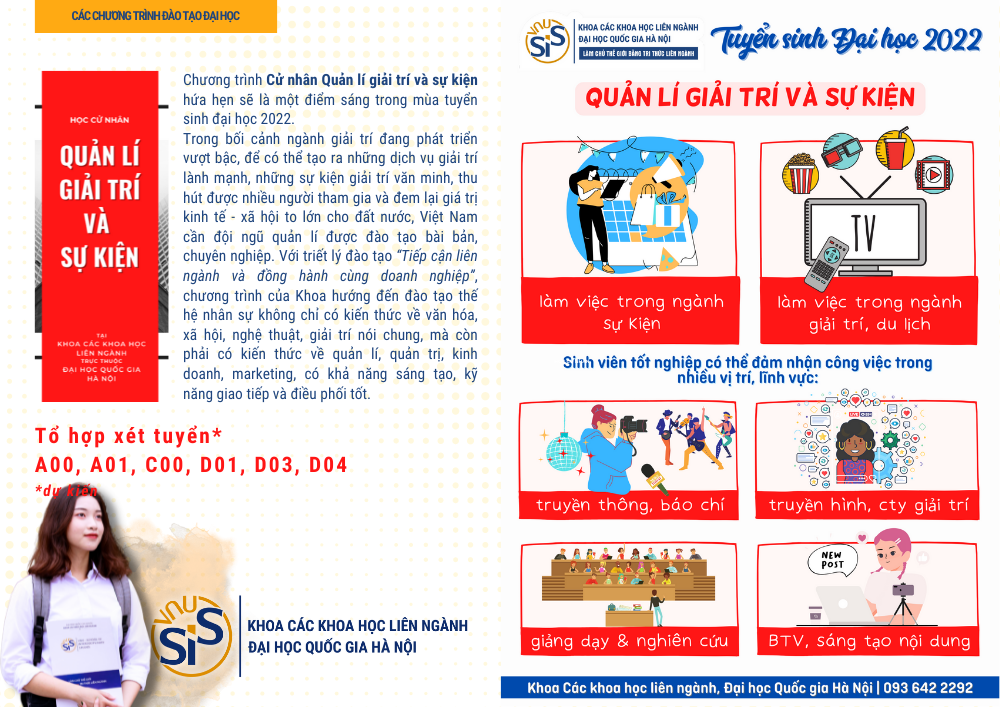 CÁC CHƯƠNG TRÌNH ĐÀO TẠO ĐẠI HỌC
HỌC CỬ NHÂN
QUẢN LÍ
GIẢI TRÍ
VÀ
SỰ KIỆN
TẠI
KHOA CÁC KHOA HỌC
LIÊN NGÀNH
TRỰC THUỘC
ĐẠI HỌC QUỐC GIA
HÀ NỘI
Chương trình Cử nhân Quản lí giải trí và sự kiện
hứa hẹn sẽ là một điểm sáng trong mùa tuyển
sinh đại học 2022.
Trong bối cảnh ngành giải trí đang phát triển
vượt bậc, để có thể tạo ra những dịch vụ giải trí
lành mạnh, những sự kiện giải trí văn minh, thu
hút được nhiều người tham gia và đem lại giá trị
kinh tế - xã hội to lớn cho đất nước, Việt Nam
cần đội ngũ quản lí được đào tạo bài bản,
chuyên nghiệp. Với triết lý đào tạo “Tiếp cận liên
ngành và đồng hành cùng doanh nghiệp”,
chương trình của Khoa hướng đến đào tạo thế
hệ nhân sự không chỉ có kiến thức về văn hóa,
xã hội, nghệ thuật, giải trí nói chung, mà còn
phải có kiến thức về quản lí, quản trị, kinh
doanh, marketing, có khả năng sáng tạo, kỹ
năng giao tiếp và điều phối tốt.
Tổ hợp xét tuyển*
A00, A01, C00, D01, D03, D04
*dự kiến
VNU
SiS
KHOA CÁC KHOA HỌC LIÊN NGÀNH
ĐẠI HỌC QUỐC GIA HÀ NỘI
VNU
SiS
KHOA CÁC KHOA HỌC LIÊN NGÀNH
ĐẠI HỌC QUỐC GIA HÀ NỘI
LÀM CHỦ THẾ GIỚI BẰNG TRI THỨC LIÊN NGÀNH
Tuyển sinh Đại học 2022
QUẢN LÍ GIẢI TRÍ VÀ SỰ KIỆN
làm việc trong ngành
Sự Kiện
TV
làm việc trong ngành
giải trí, du lịch
Sinh viên tốt nghiệp có thể đảm nhận công việc trong
nhiều vị trí, lĩnh vực:
truyền thông, báo chí
LIVE
truyền hình, cty giải trí
giảng dạy & nghiên cứu
NEW
POST
BTV, sáng tạo nội dung
Khoa Các khoa học liên ngành, Đại học Quốc gia Hà Nội | 093 642 2292